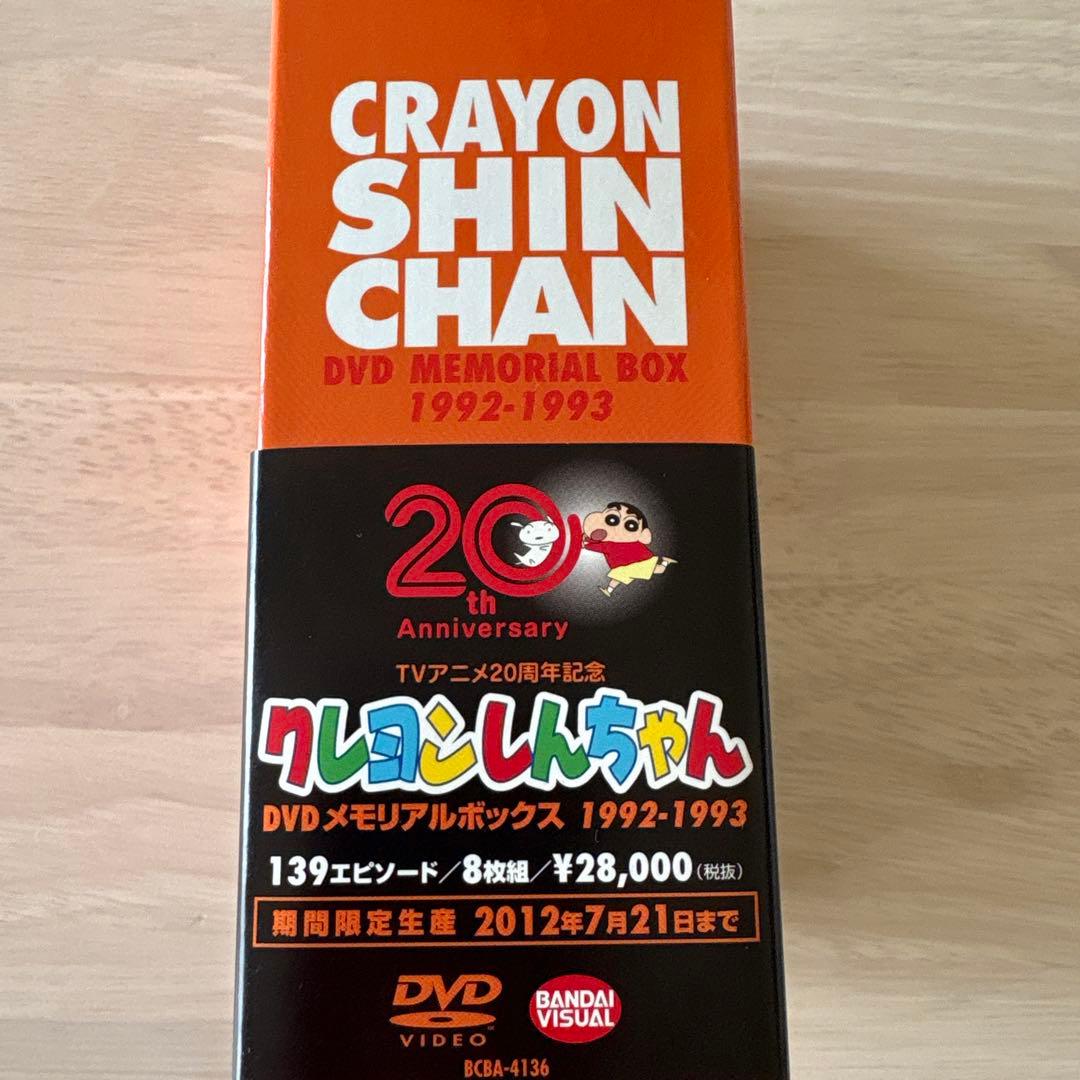 CRAYON
SHIN
CHAN
DVD MEMORIAL BOX
1992-1993
20
th
Anniversary
TVアニメ20周年記念
クレヨンしんちゃん
DVDメモリアルボックス 1992-1993
139エピソード/8枚組/¥28,000(税抜)
期間限定生産 2012年7月21日まで
DVD
VIDEO
BANDAI
VISUAL
BCBA-4136